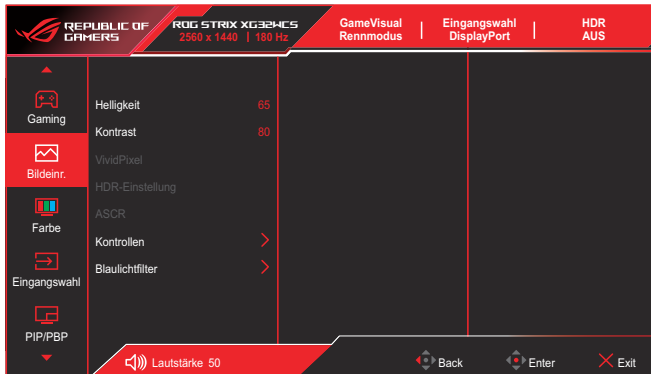 REPUBLIC OF
GAMERS
ROG STRIX XG32WCS
2560 x 1440 | 180 Hz
GameVisual
Rennmodus
Eingangswahl
DisplayPort
HDR
AUS
Gaming
Bildeinr.
Farbe
Eingangswahl
PIP/PBP
Helligkeit 65
Kontrast 80
VividPixel
HDR-Einstellung
ASCR
Kontrollen
Blaulichtfilter
Lautstärke 50
Back
Enter
Exit